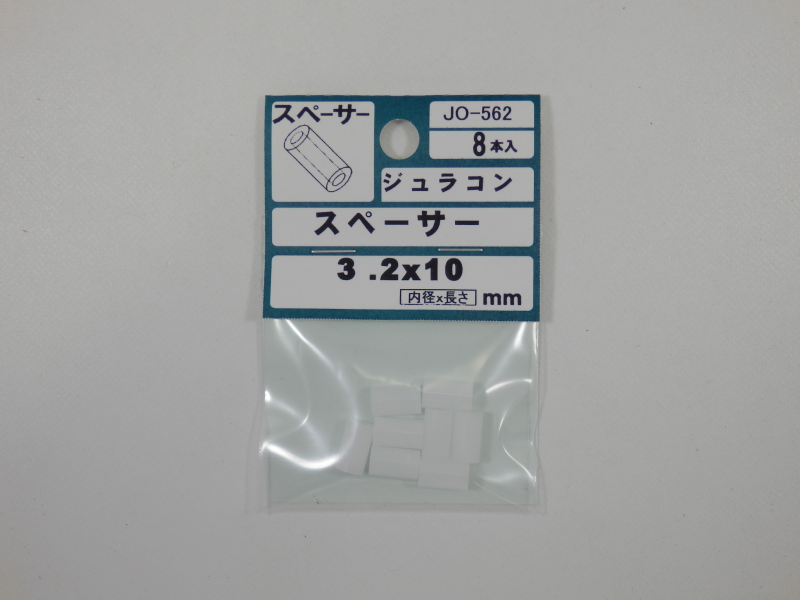 スペーサー
JO-562
8本入
ジュラコン
スペーサー
3.2x10
内径x長さ mm